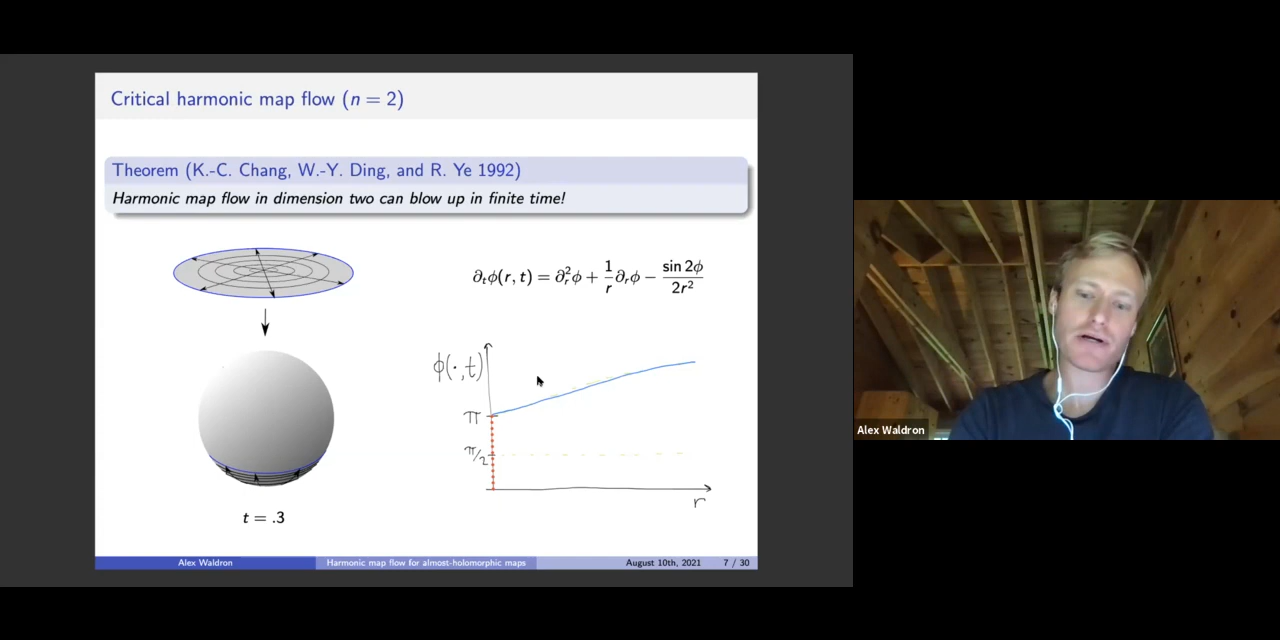 Critical harmonic map flow (n = 2)
Theorem (K.-C. Chang, W.-Y. Ding, and R. Ye 1992)
Harmonic map flow in dimension two can blow up in finite time!
∂ₜϕ(r, t) = ∂ᵣ²ϕ + 1/r ∂ᵣϕ − sin 2ϕ / 2r²
ϕ(·,t)
π
π/2
r
t = .3
Alex Waldron
Harmonic map flow for almost-holomorphic maps
August 10th, 2021
7 / 30
Alex Waldron